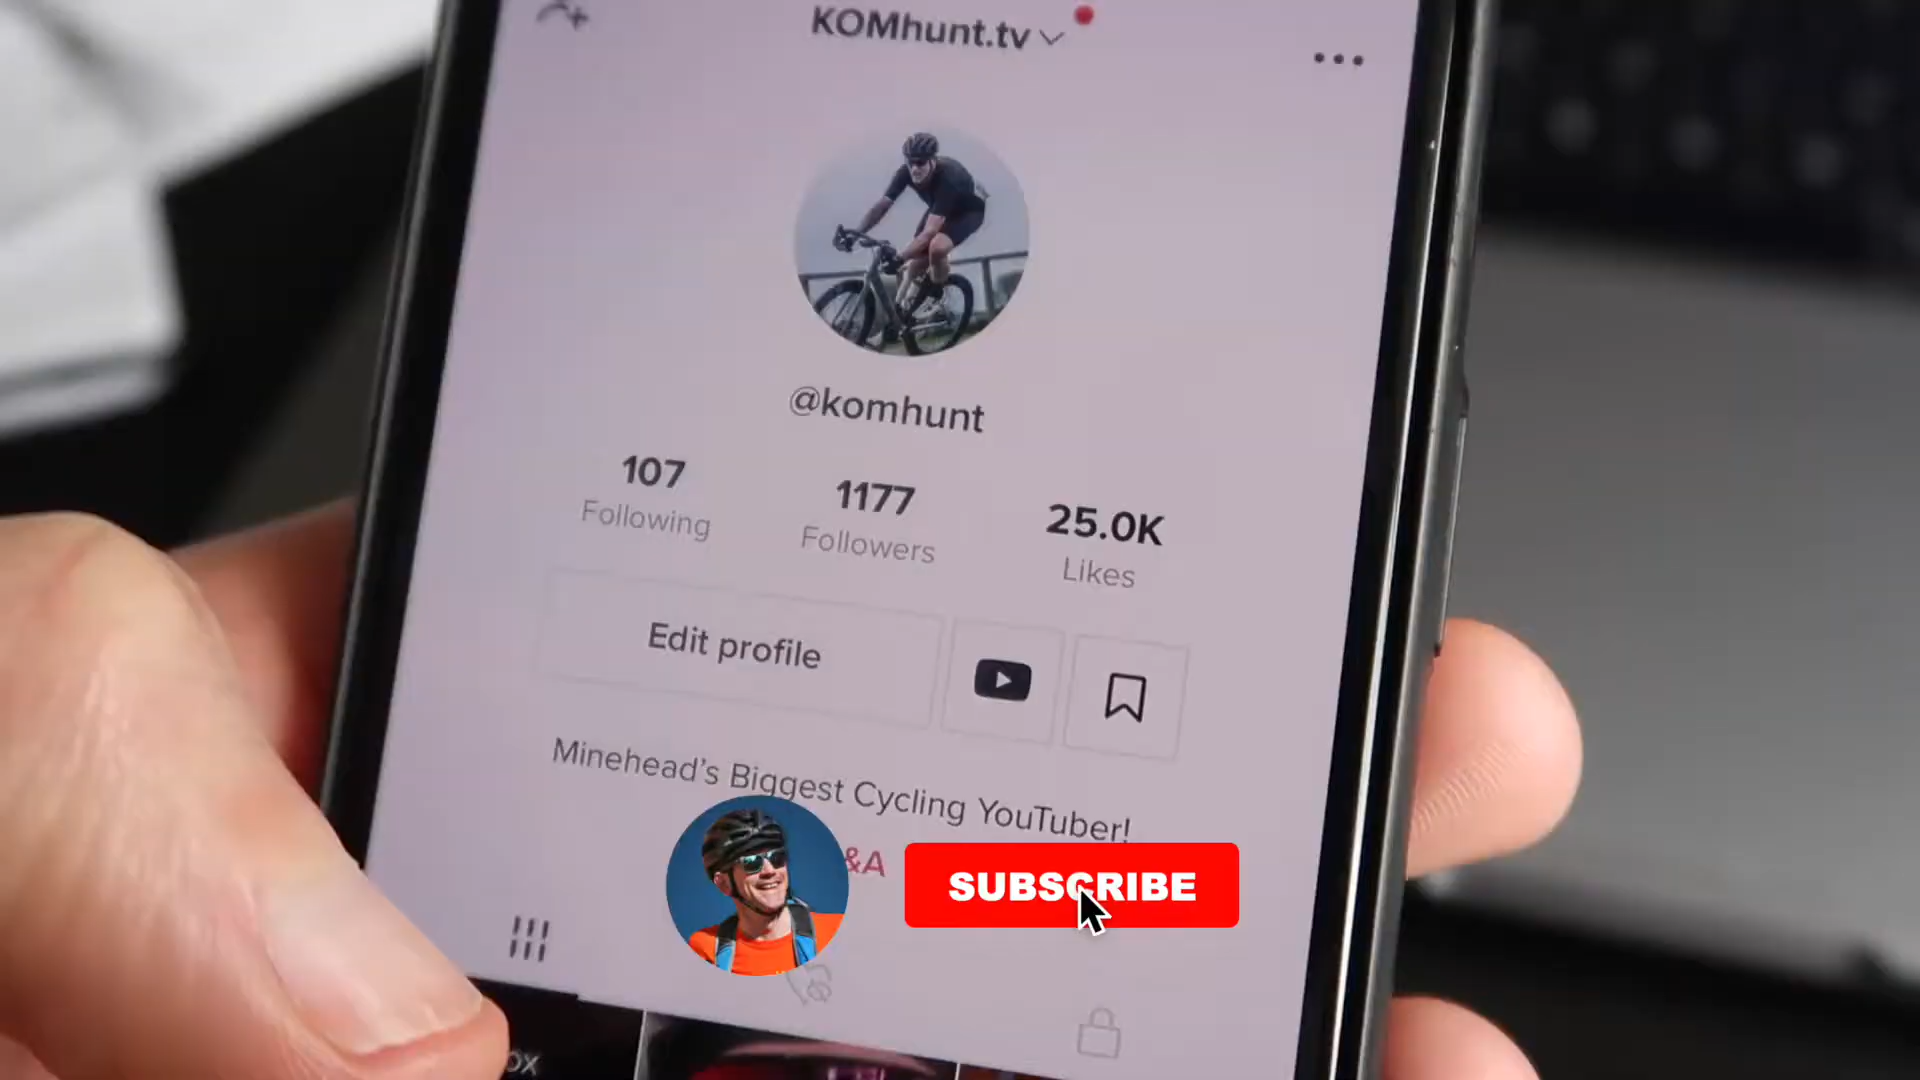 KOMhunt.tv
@komhunt
107
Following
1177
Followers
25.0K
Likes
Edit profile
Minehead's Biggest Cycling YouTuber!
&A
SUBSCRIBE